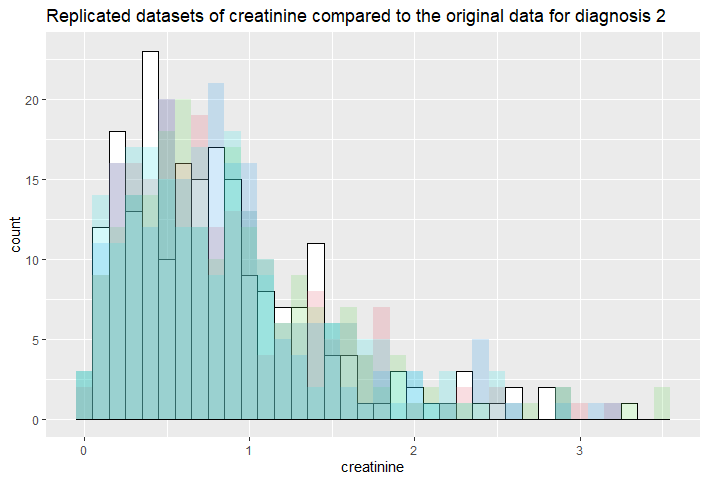 Replicated datasets of creatinine compared to the original data for diagnosis 2
count
20
15
10
5
0
0 1 2 3
creatinine